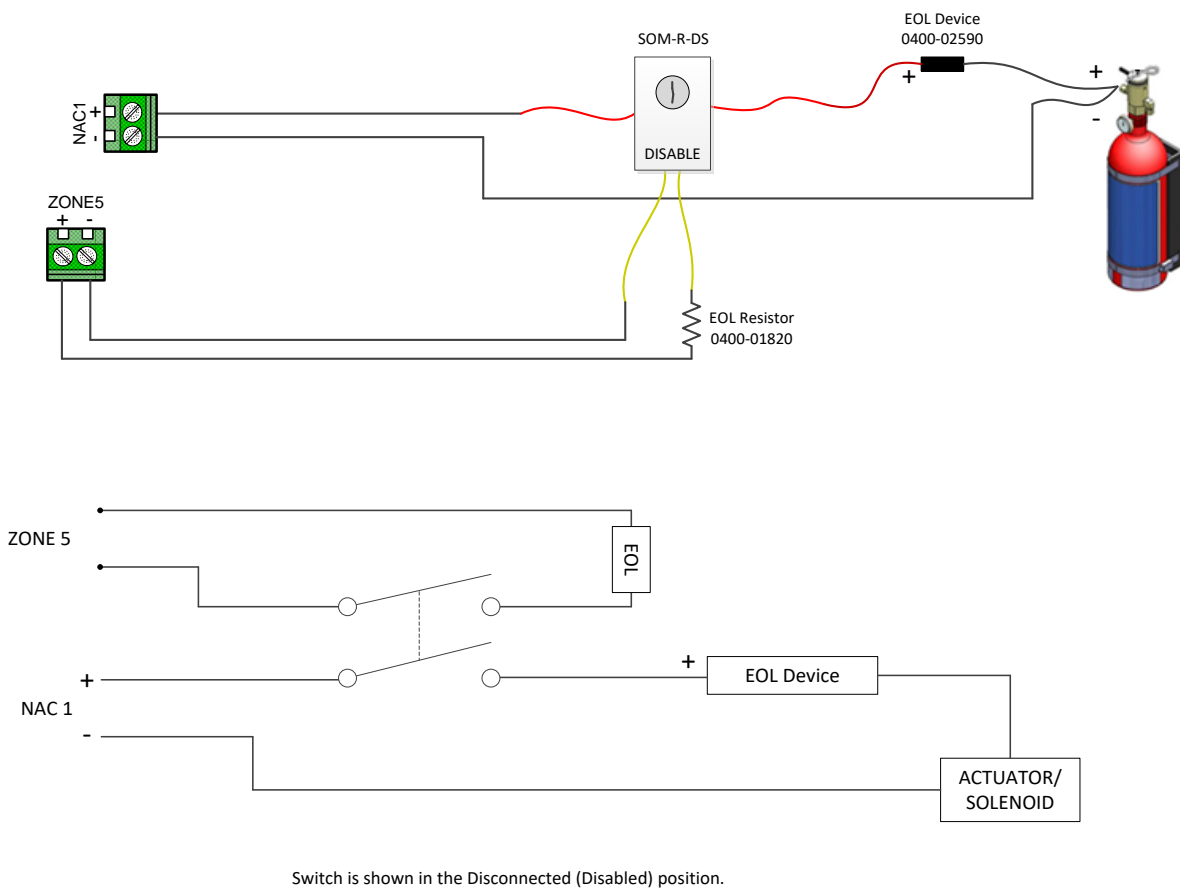 EOL Device
0400-02590
SOM-R-DS
+
+
NAC1
+
-
-
DISABLE
ZONE5
+ -
EOL Resistor
0400-01820
ZONE 5
EOL
+
NAC 1
-
+
EOL Device
ACTUATOR/
SOLENOID
Switch is shown in the Disconnected (Disabled) position.